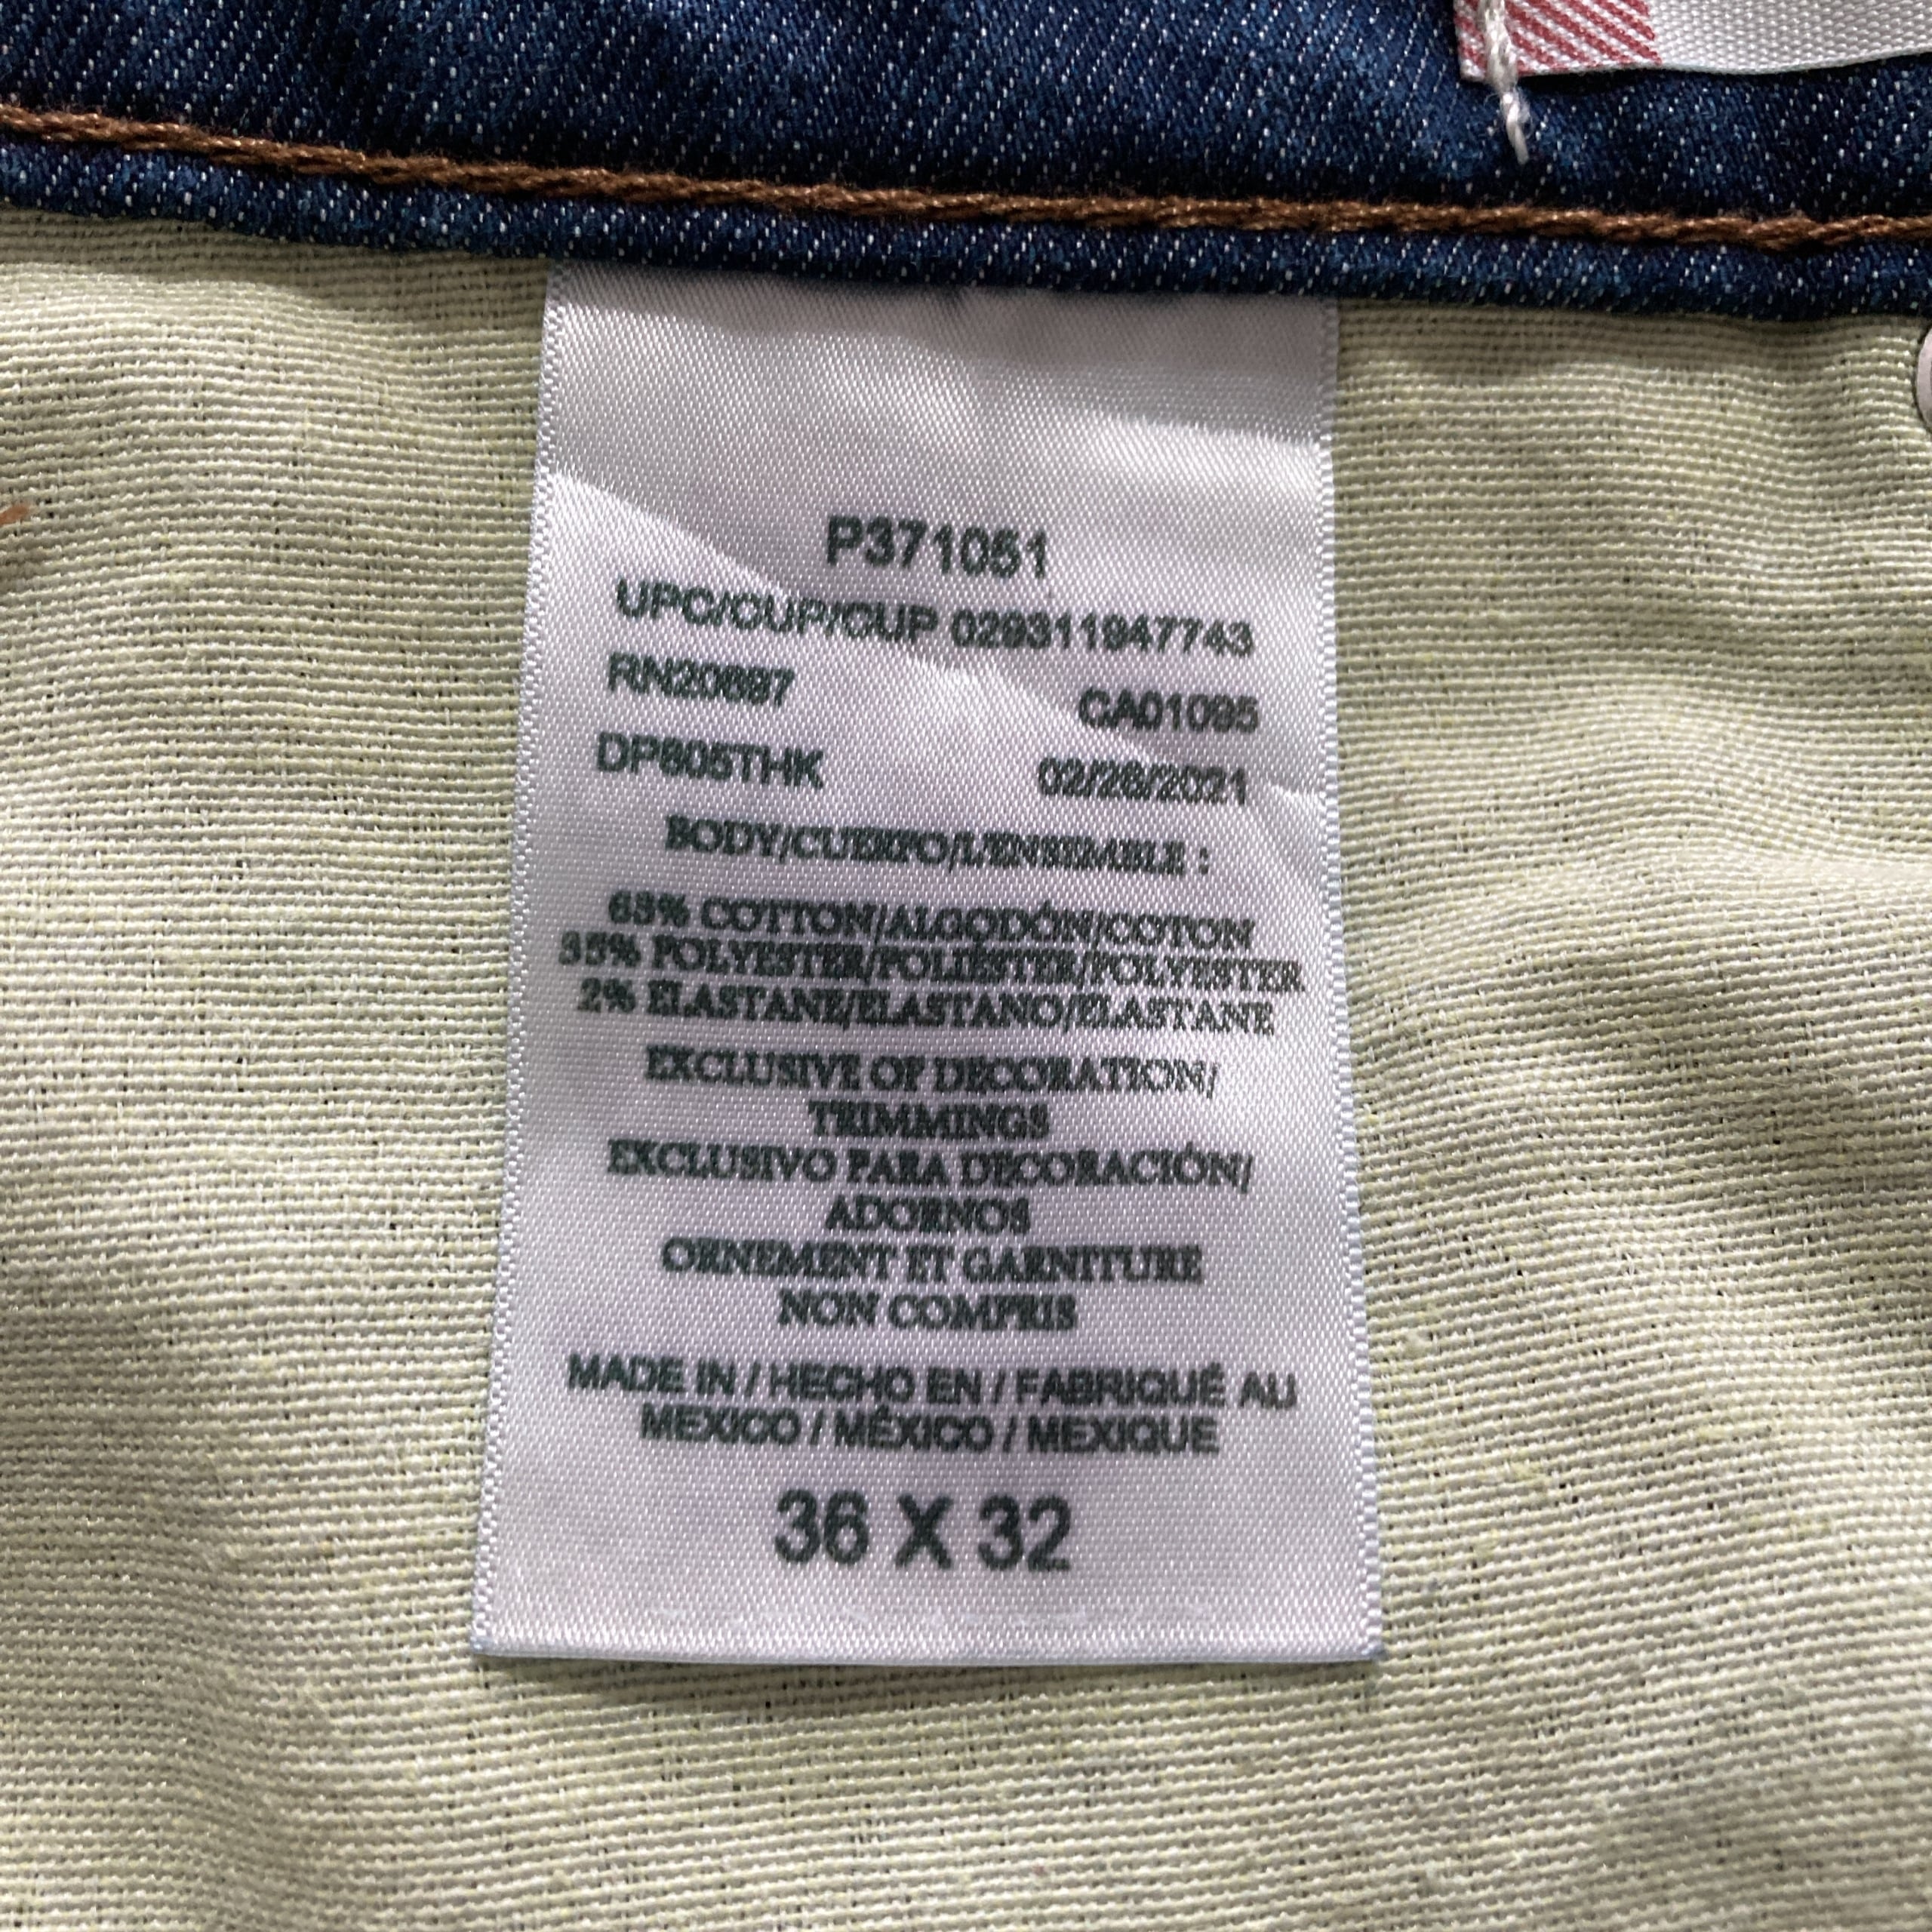 P371051
UPC/CUP/CUP 029311947743
RN20697 CA01095
DP805THK 02/26/2021
BODY/CUERPO/L'ENSEMBLE :
63% COTTON/ALGODÓN/COTON
35% POLYESTER/POLIÉSTER/POLYESTER
2% ELASTANE/ELASTANO/ÉLASTANE
EXCLUSIVE OF DECORATION/
TRIMMINGS
EXCLUSIVO PARA DECORACIÓN/
ADORNOS
ORNEMENT ET GARNITURE
NON COMPRIS
MADE IN / HECHO EN / FABRIQUÉ AU
MEXICO / MÉXICO / MEXIQUE
36 X 32